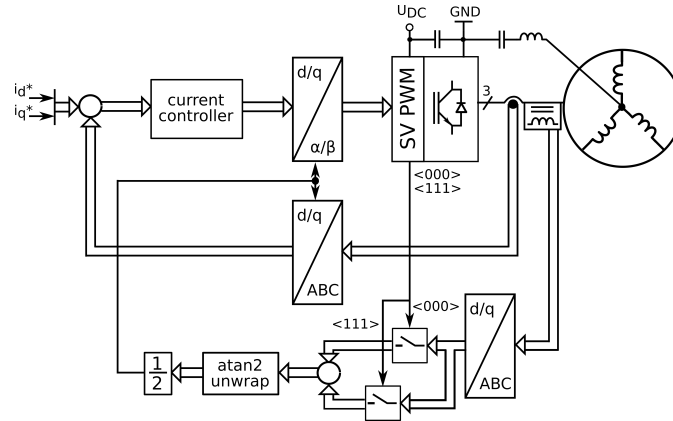 U_DC
GND
i_d*
i_q*
current
controller
d/q
α/β
SV PWM
3
<000>
<111>
d/q
ABC
<111>
<000>
d/q
ABC
1
2
atan2
unwrap